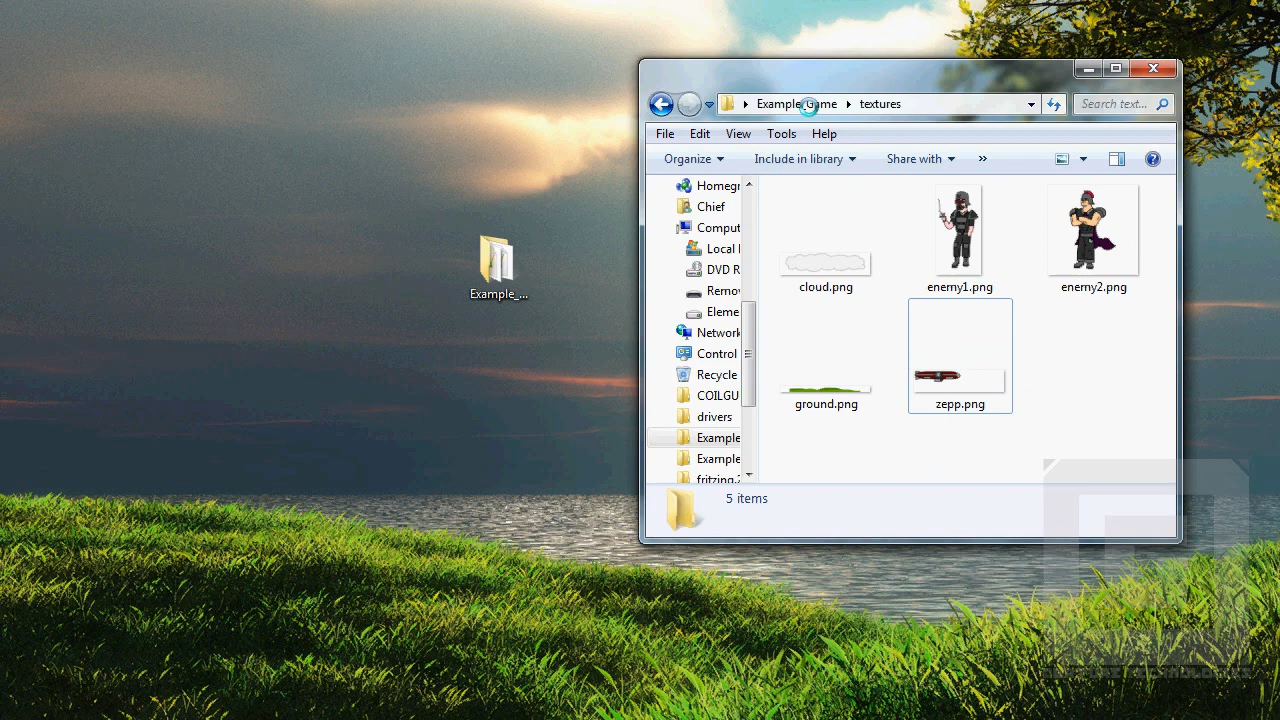 Example_Game textures
Search text...
File Edit View Tools Help
Organize Include in library Share with »
Homegr
Chief
Comput
Local
DVD R
Remov
Eleme
Network
Control
Recycle
COILGU
drivers
Example
Example
fritzing.
cloud.png
enemy1.png
enemy2.png
ground.png
zepp.png
5 items
Example_...